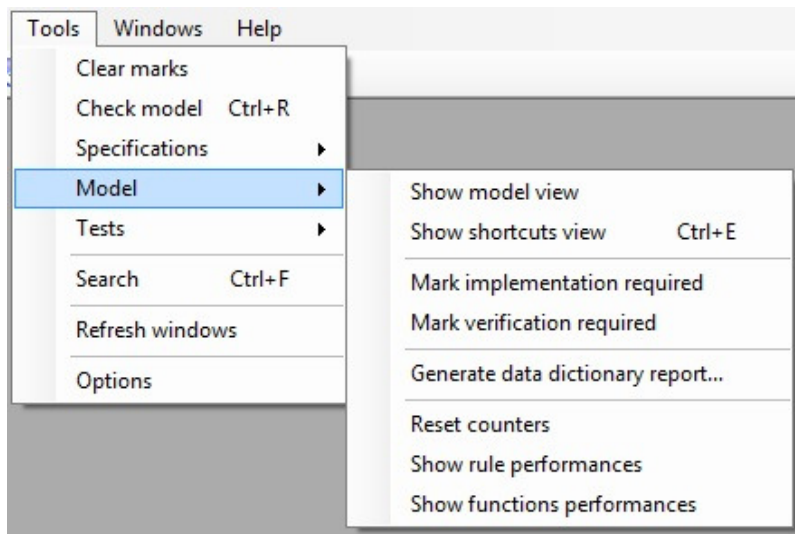 Tools Windows Help
Clear marks
Check model Ctrl+R
Specifications
Model
Tests
Search Ctrl+F
Refresh windows
Options
Show model view
Show shortcuts view Ctrl+E
Mark implementation required
Mark verification required
Generate data dictionary report...
Reset counters
Show rule performances
Show functions performances